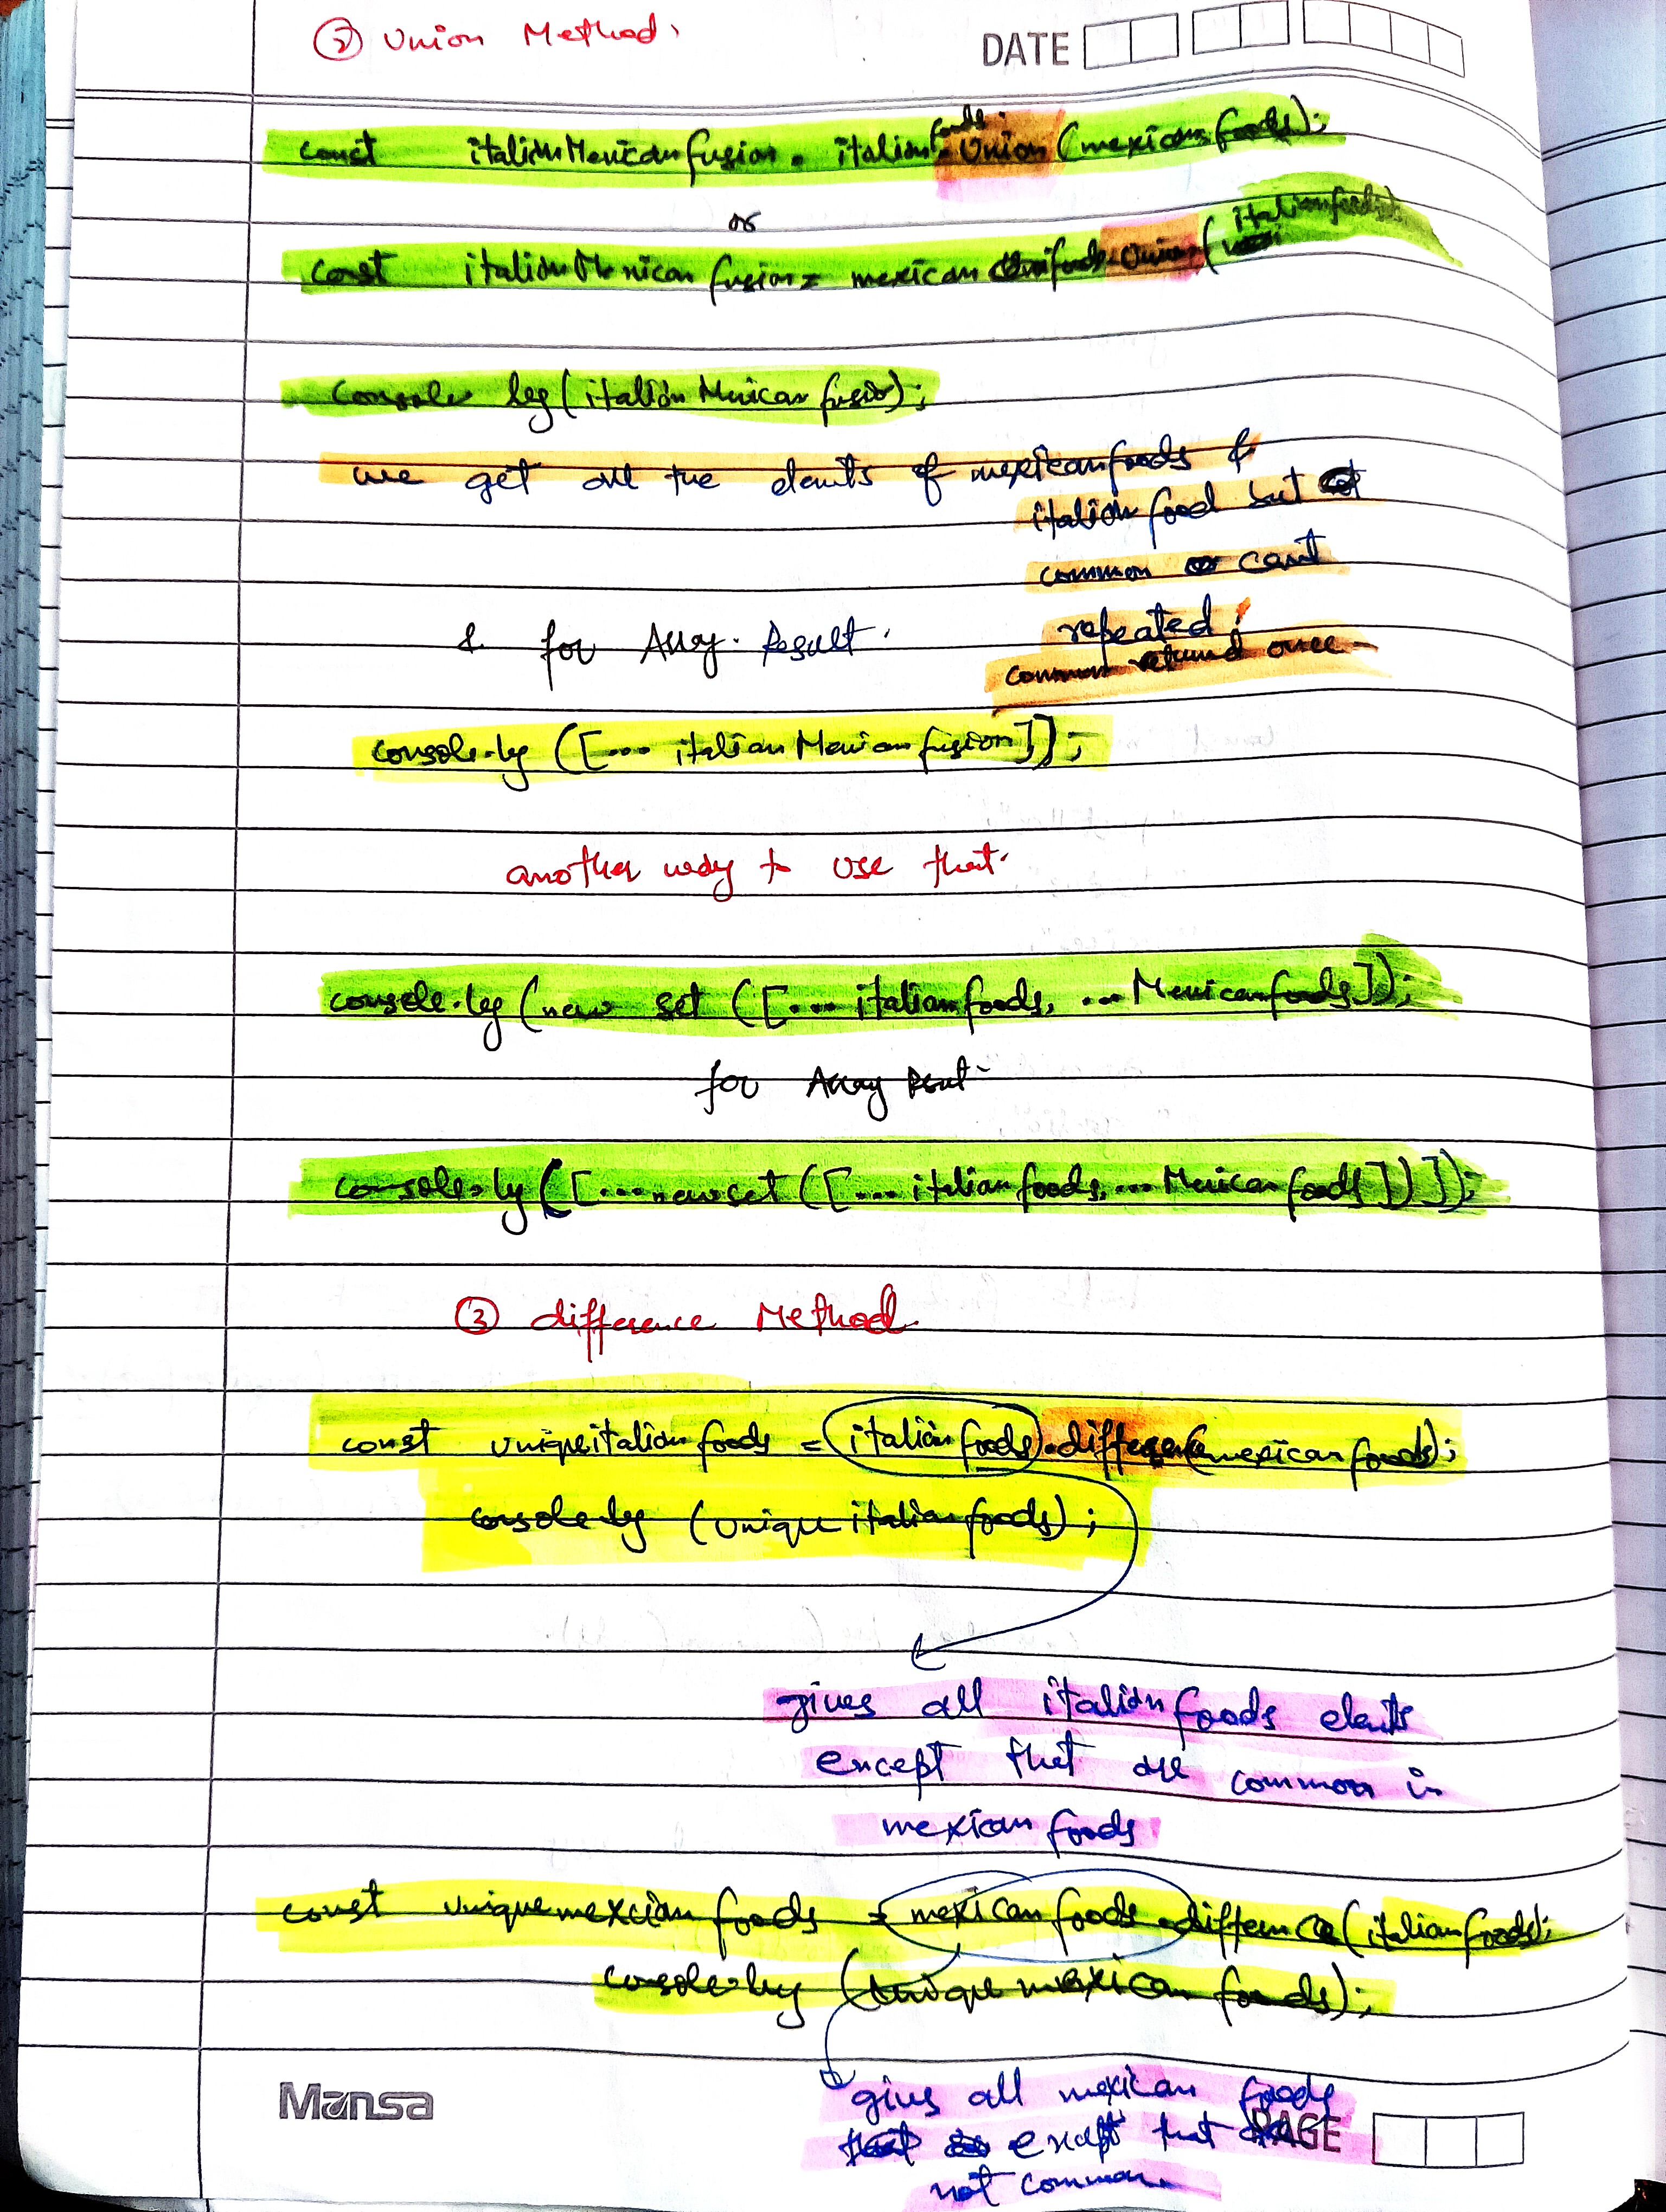 ② Union Method.
DATE
const italianMexicanfusion = italianfoods.Union(mexicanfoods);
or
const italianMexicanfusion = mexicanfoods.Union(italianfoods)
console.log(italianMexicanfusio);
we get all the elemts of mexicanfoods &
italian food but
common cant
repeated!
common returnd once
& for Array. Result.
console.log([... italianMexicanfusion]);
another way to use that.
console.log(new set ([... italianfoods, ... Mexicanfoods]);
for Array Result
console.log([...new set ([... italianfoods, ... Mexicanfoods])]);
③ difference Method
const uniqueitalianfoods = italianfoods.difference(mexicanfoods);
console.log (uniqueitalianfoods);
gives all italianfoods elemts
except that are common in
mexicanfoods
const uniquemexcianfoods = mexicanfoods.differnce(italianfoods);
console.log (uniquemexicanfoods);
gives all mexican foods
except that
not common.
Mansa
PAGE